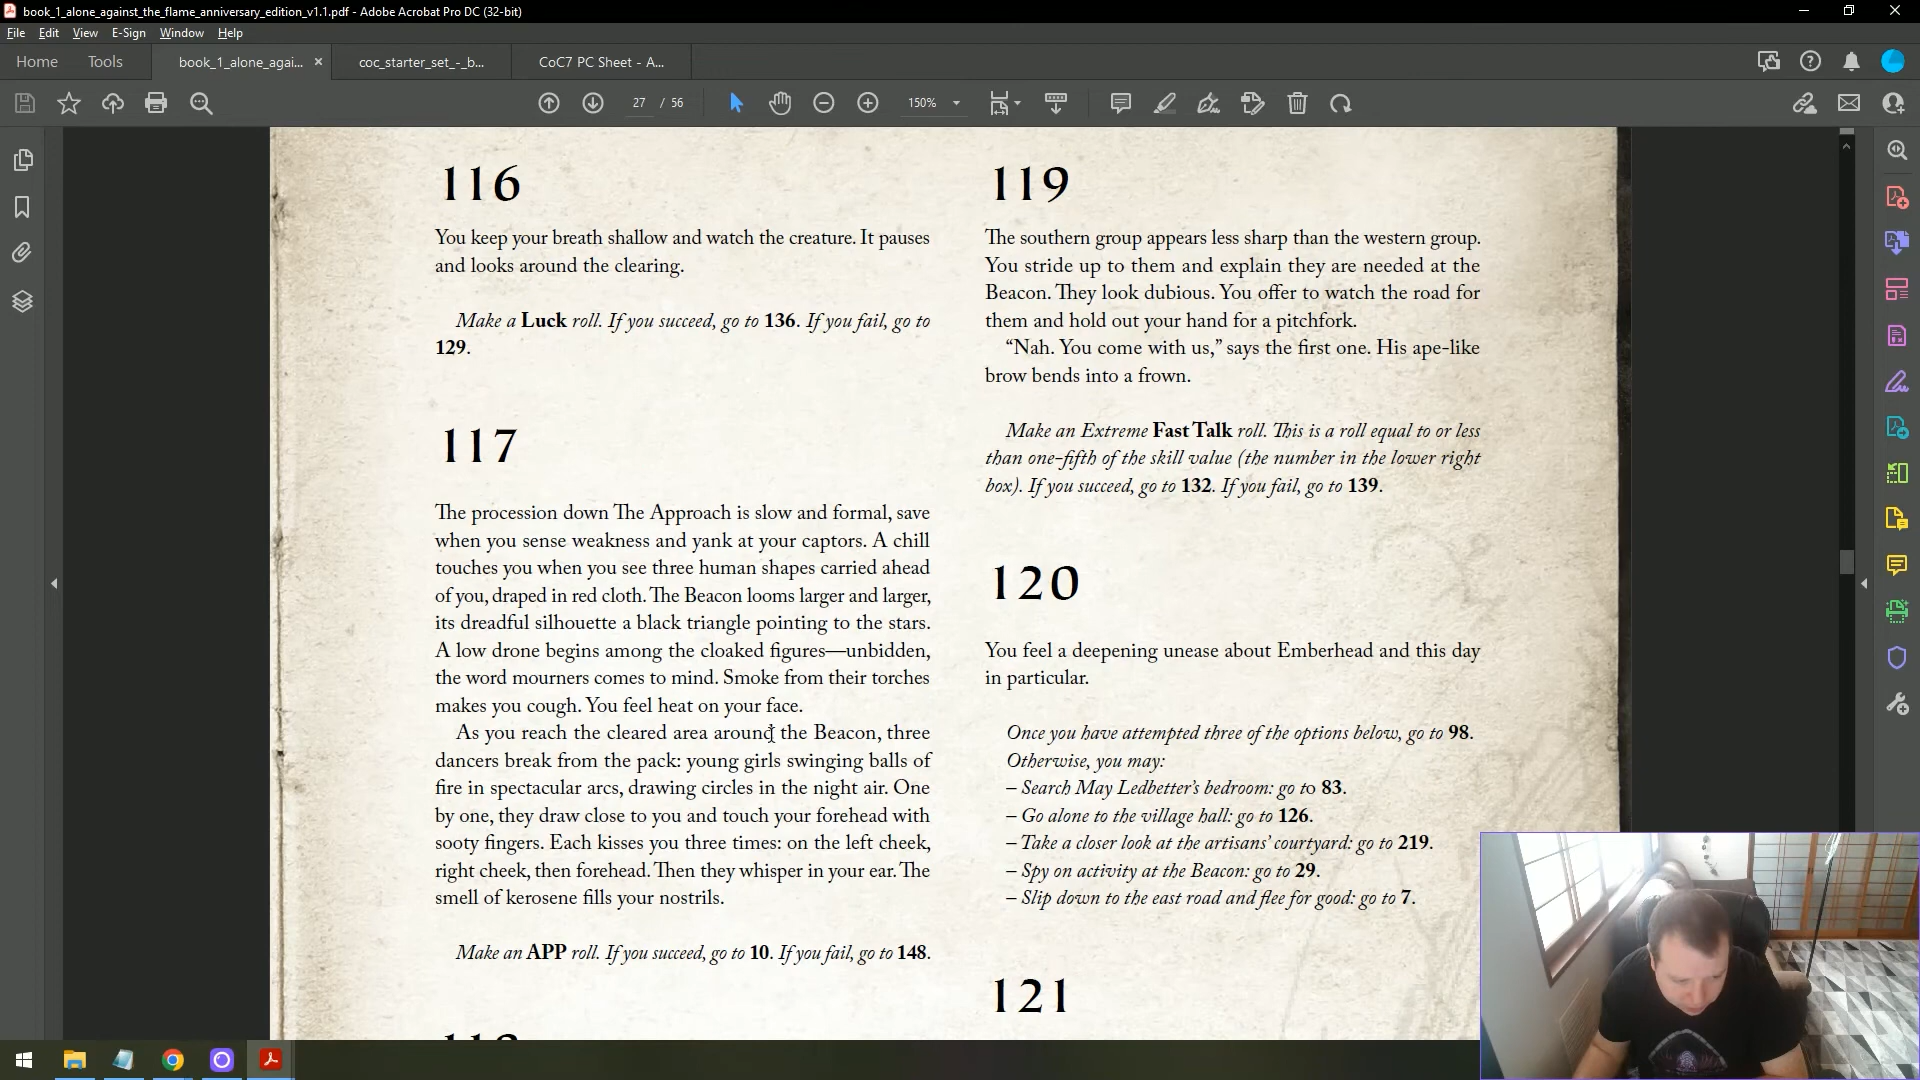 book_1_alone_against_the_flame_anniversary_edition_v1.1.pdf - Adobe Acrobat Pro DC (32-bit)
File Edit View E-Sign Window Help
Home Tools book_1_alone_agai... × coc_starter_set_-_b... CoC7 PC Sheet - A...
27 / 56 150%
116
You keep your breath shallow and watch the creature. It pauses
and looks around the clearing.
Make a Luck roll. If you succeed, go to 136. If you fail, go to
129.
117
The procession down The Approach is slow and formal, save
when you sense weakness and yank at your captors. A chill
touches you when you see three human shapes carried ahead
of you, draped in red cloth. The Beacon looms larger and larger,
its dreadful silhouette a black triangle pointing to the stars.
A low drone begins among the cloaked figures—unbidden,
the word mourners comes to mind. Smoke from their torches
makes you cough. You feel heat on your face.
As you reach the cleared area around the Beacon, three
dancers break from the pack: young girls swinging balls of
fire in spectacular arcs, drawing circles in the night air. One
by one, they draw close to you and touch your forehead with
sooty fingers. Each kisses you three times: on the left cheek,
right cheek, then forehead. Then they whisper in your ear. The
smell of kerosene fills your nostrils.
Make an APP roll. If you succeed, go to 10. If you fail, go to 148.
118
119
The southern group appears less sharp than the western group.
You stride up to them and explain they are needed at the
Beacon. They look dubious. You offer to watch the road for
them and hold out your hand for a pitchfork.
“Nah. You come with us,” says the first one. His ape-like
brow bends into a frown.
Make an Extreme Fast Talk roll. This is a roll equal to or less
than one-fifth of the skill value (the number in the lower right
box). If you succeed, go to 132. If you fail, go to 139.
120
You feel a deepening unease about Emberhead and this day
in particular.
Once you have attempted three of the options below, go to 98.
Otherwise, you may:
– Search May Ledbetter’s bedroom: go to 83.
– Go alone to the village hall: go to 126.
– Take a closer look at the artisans’ courtyard: go to 219.
– Spy on activity at the Beacon: go to 29.
– Slip down to the east road and flee for good: go to 7.
121